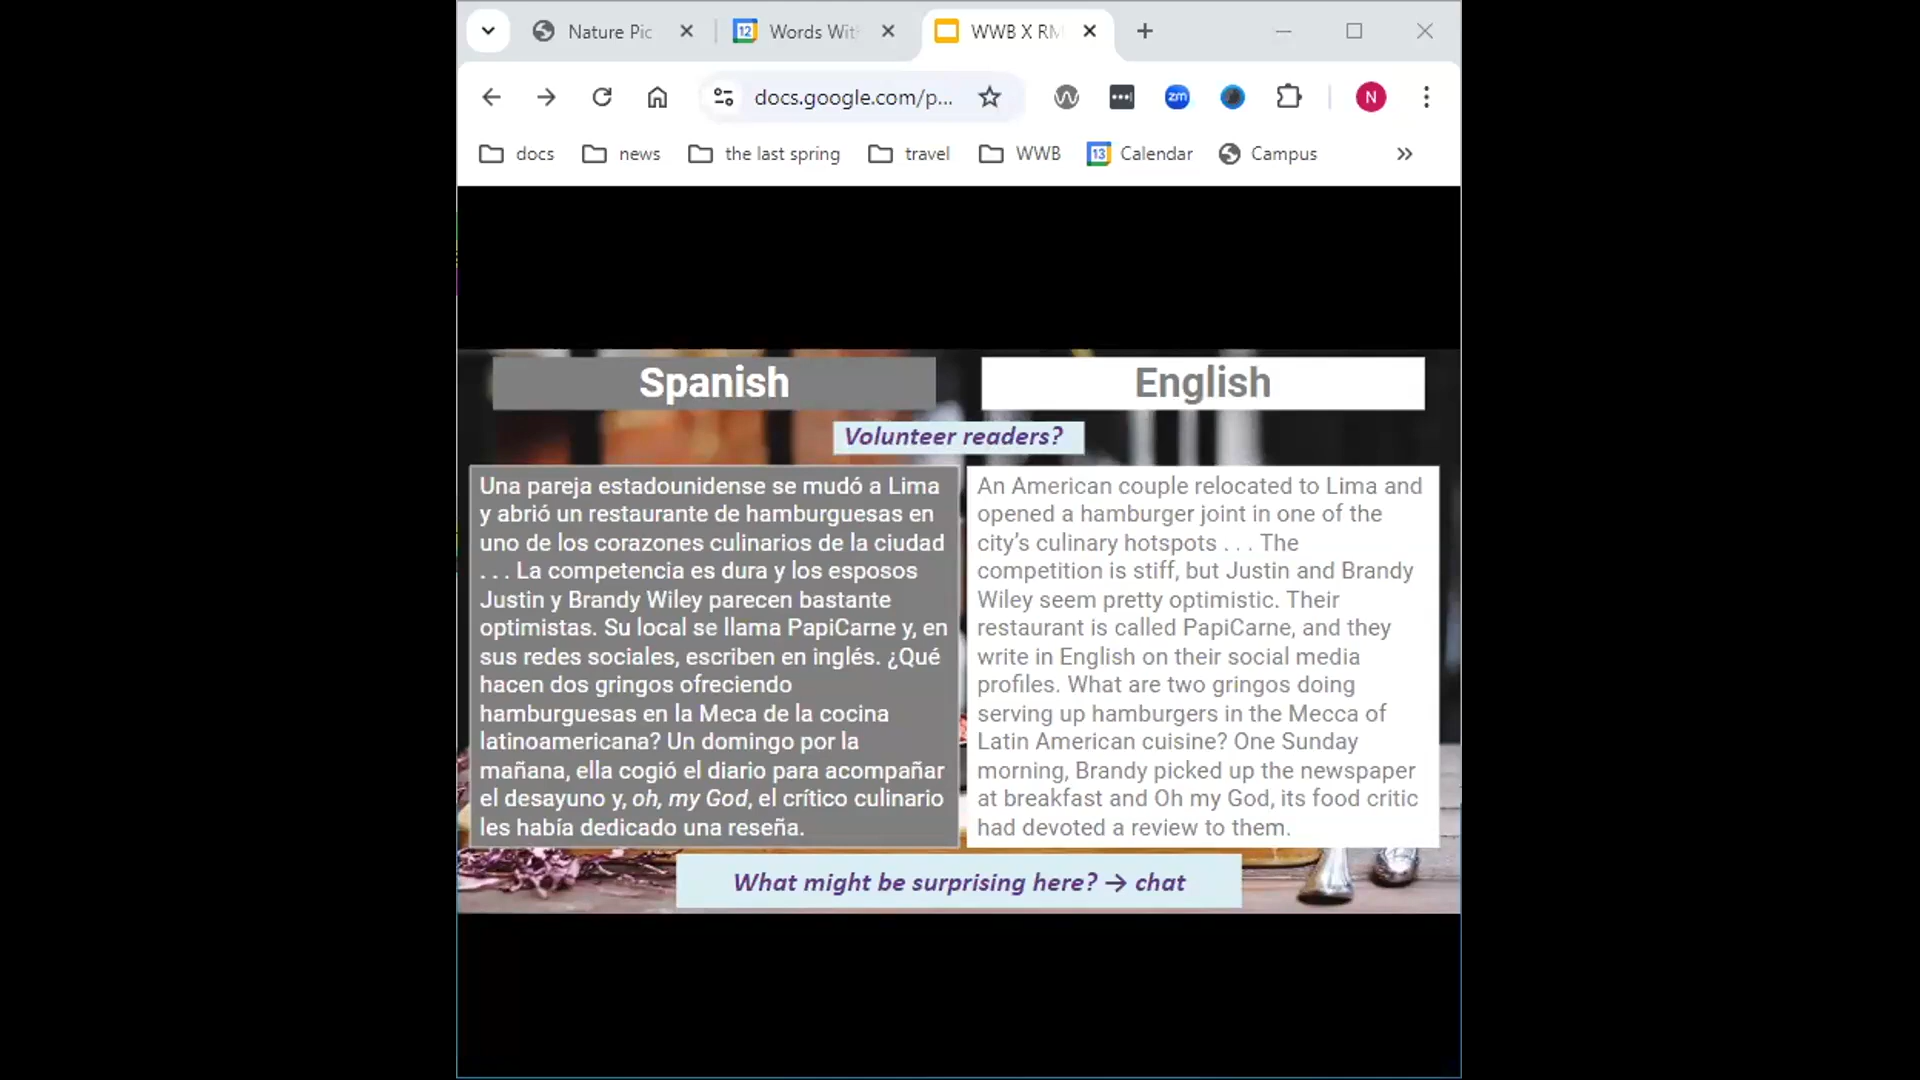 Nature Pic
12
Words Wit
WWB X RM
docs.google.com/p...
zm
N
docs
news
the last spring
travel
WWB
13
Calendar
Campus
Spanish
English
Volunteer readers?
Una pareja estadounidense se mudó a Lima
y abrió un restaurante de hamburguesas en
uno de los corazones culinarios de la ciudad
. . . La competencia es dura y los esposos
Justin y Brandy Wiley parecen bastante
optimistas. Su local se llama PapiCarne y, en
sus redes sociales, escriben en inglés. ¿Qué
hacen dos gringos ofreciendo
hamburguesas en la Meca de la cocina
latinoamericana? Un domingo por la
mañana, ella cogió el diario para acompañar
el desayuno y, oh, my God, el crítico culinario
les había dedicado una reseña.
An American couple relocated to Lima and
opened a hamburger joint in one of the
city’s culinary hotspots . . . The
competition is stiff, but Justin and Brandy
Wiley seem pretty optimistic. Their
restaurant is called PapiCarne, and they
write in English on their social media
profiles. What are two gringos doing
serving up hamburgers in the Mecca of
Latin American cuisine? One Sunday
morning, Brandy picked up the newspaper
at breakfast and Oh my God, its food critic
had devoted a review to them.
What might be surprising here? → chat